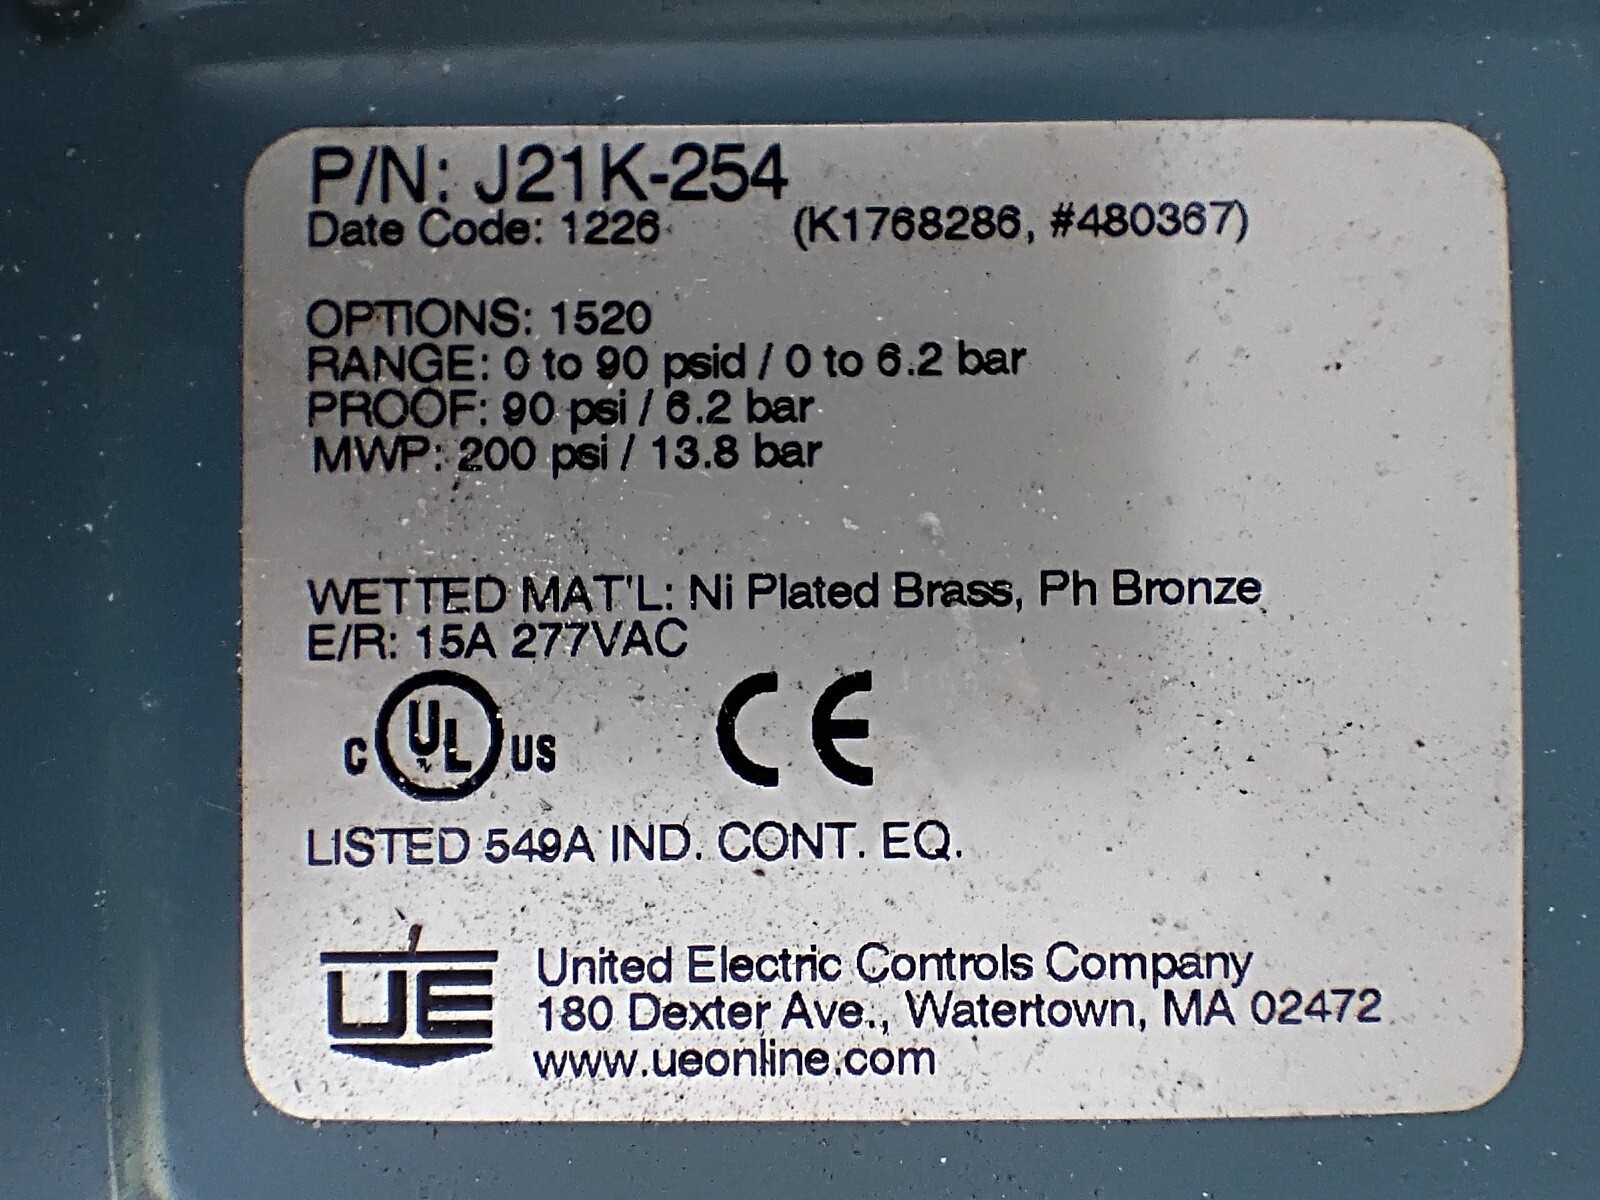 P/N: J21K-254
Date Code: 1226 (K1768286, #480367)
OPTIONS: 1520
RANGE: 0 to 90 psid / 0 to 6.2 bar
PROOF: 90 psi / 6.2 bar
MWP: 200 psi / 13.8 bar
WETTED MAT'L: Ni Plated Brass, Ph Bronze
E/R: 15A 277VAC
C UL US CE
LISTED 549A IND. CONT. EQ.
UE United Electric Controls Company
180 Dexter Ave., Watertown, MA 02472
www.ueonline.com